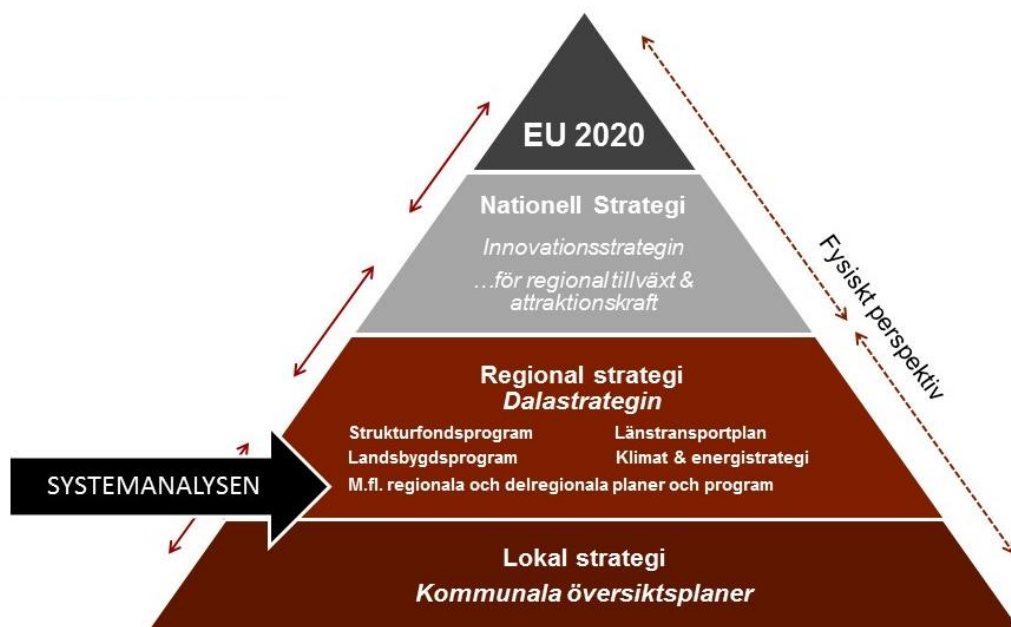 EU 2020
Nationell Strategi
Innovationsstrategin
...för regional tillväxt &
attraktionskraft
Fysiskt perspektiv
Regional strategi
Dalastrategin
Strukturfondsprogram Länstransportplan
Landsbygdsprogram Klimat & energistrategi
M.fl. regionala och delregionala planer och program
SYSTEMANALYSEN
Lokal strategi
Kommunala översiktsplaner